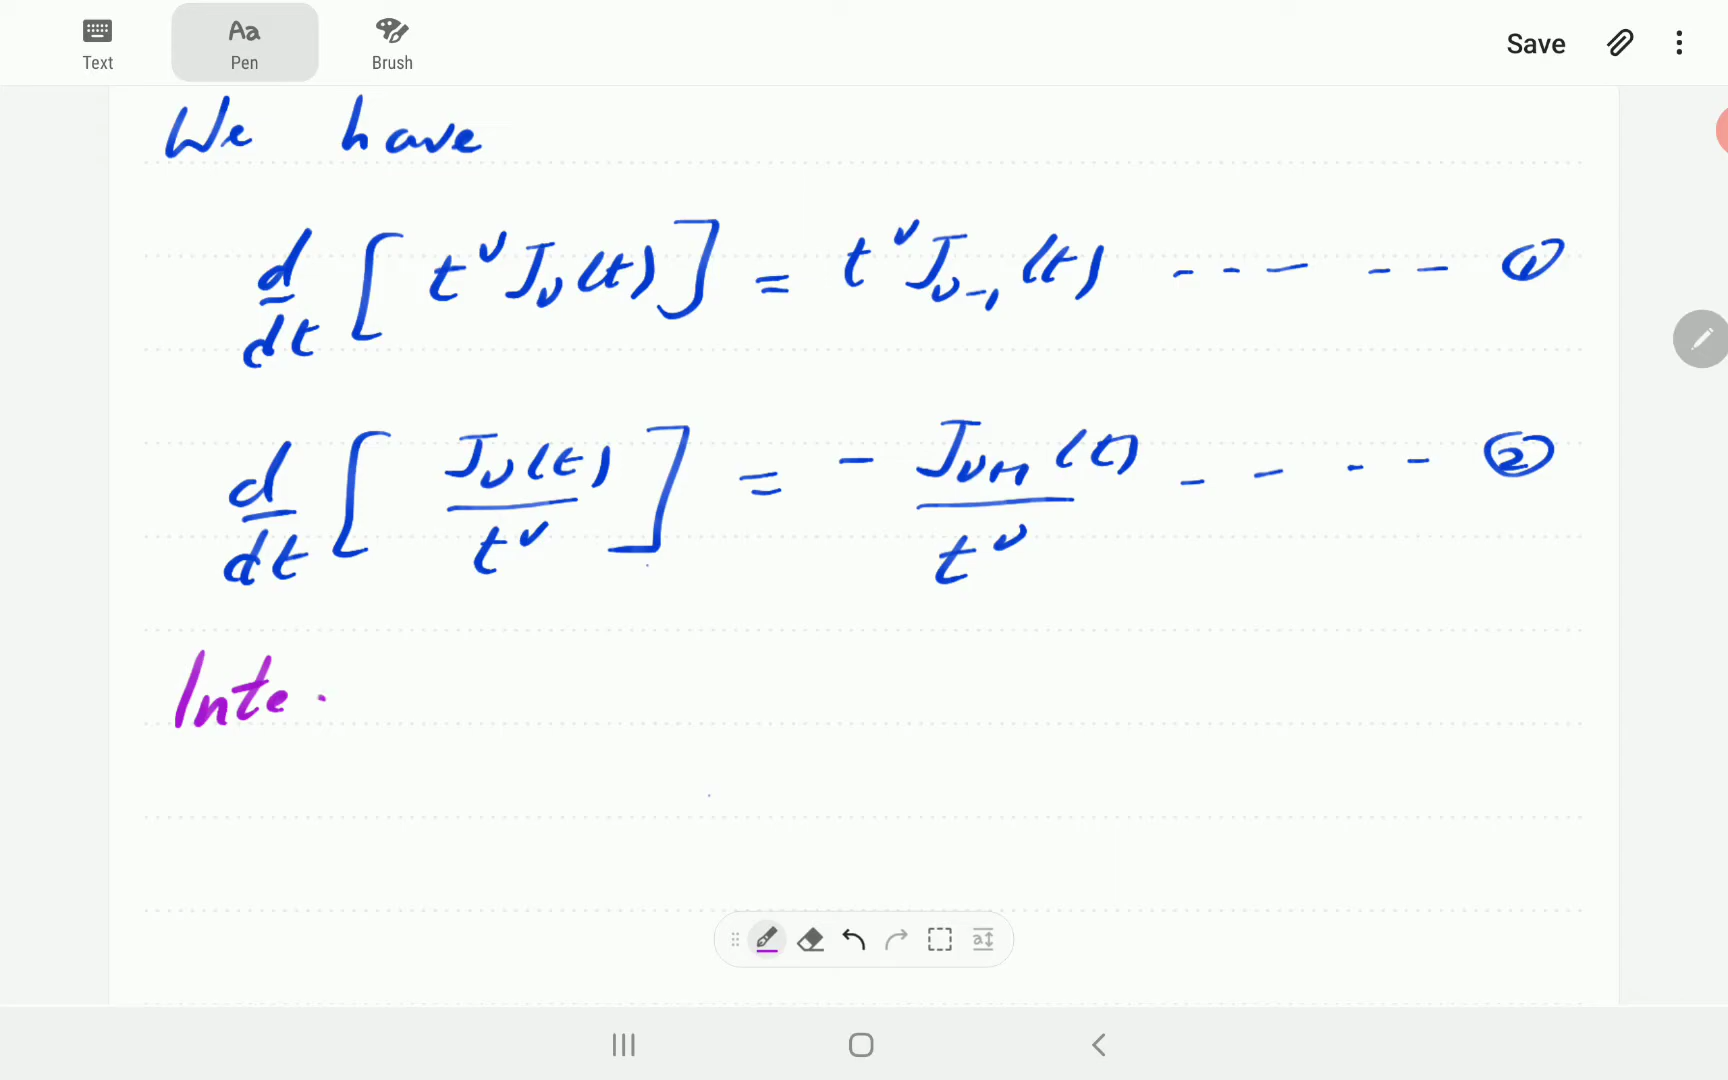 Text Pen Brush Save
We have
d/dt [t^ν J_ν(t)] = t^ν J_{ν-1}(t) --- -- ①
d/dt [J_ν(t)/t^ν] = - J_{ν+1}(t)/t^ν - - - - ②
Inte